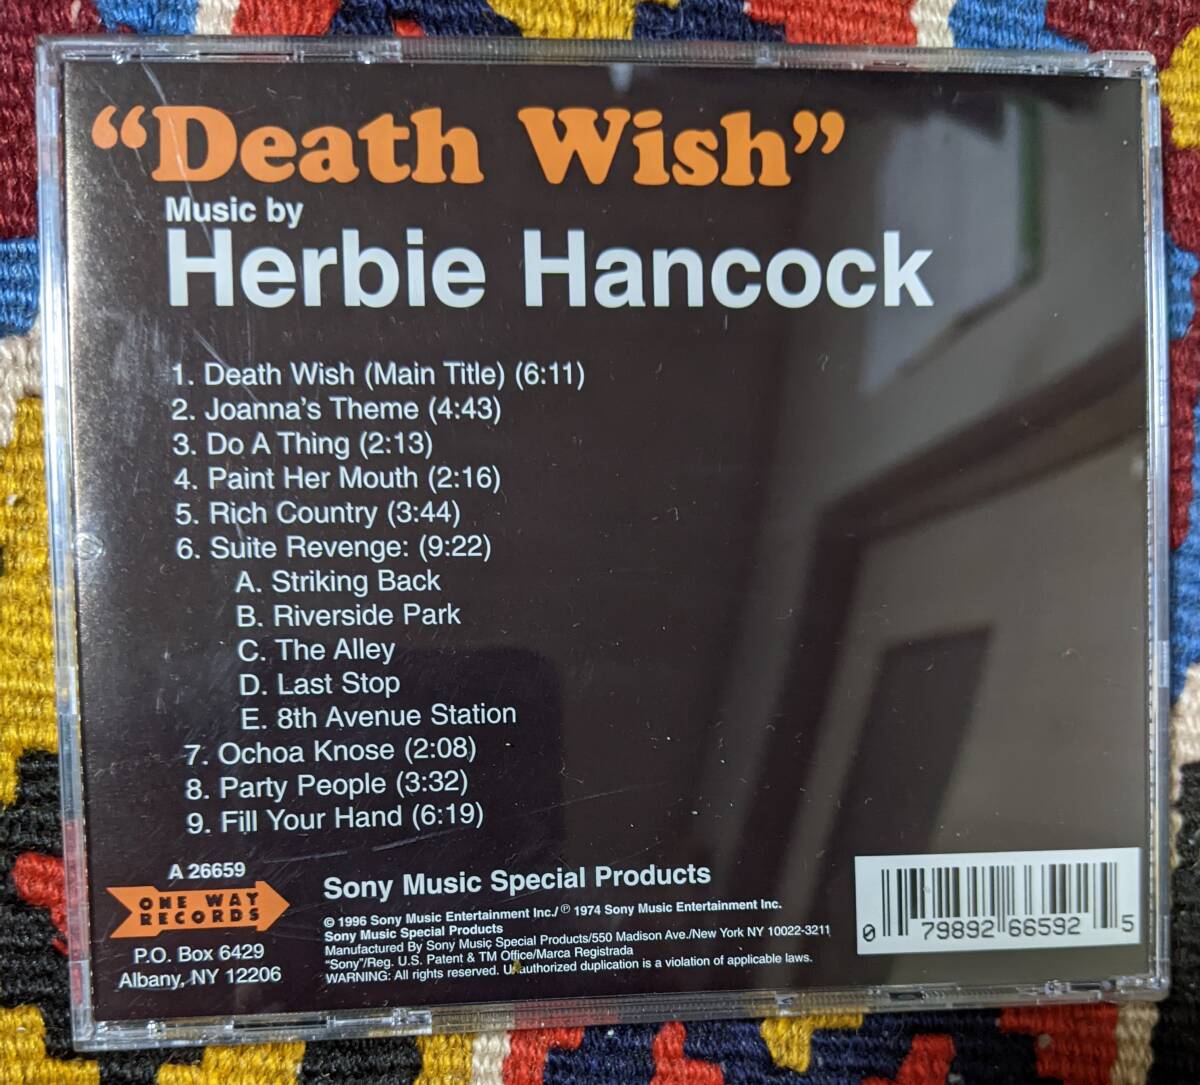 “Death Wish”
Music by
Herbie Hancock
1. Death Wish (Main Title) (6:11)
2. Joanna's Theme (4:43)
3. Do A Thing (2:13)
4. Paint Her Mouth (2:16)
5. Rich Country (3:44)
6. Suite Revenge: (9:22)
A. Striking Back
B. Riverside Park
C. The Alley
D. Last Stop
E. 8th Avenue Station
7. Ochoa Knose (2:08)
8. Party People (3:32)
9. Fill Your Hand (6:19)
A 26659
ONE WAY
RECORDS
P.O. Box 6429
Albany, NY 12206
Sony Music Special Products
© 1996 Sony Music Entertainment Inc./ ℗ 1974 Sony Music Entertainment Inc.
Sony Music Special Products
Manufactured By Sony Music Special Products/550 Madison Ave./New York NY 10022-3211
"Sony"/Reg. U.S. Patent & TM Office/Marca Registrada
WARNING: All rights reserved. Unauthorized duplication is a violation of applicable laws.
0 79892 66592 5